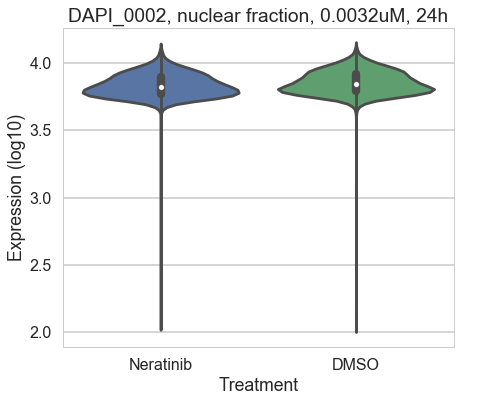 DAPI_0002, nuclear fraction, 0.0032uM, 24h
4.0
3.5
3.0
2.5
2.0
Expression (log10)
Neratinib
DMSO
Treatment